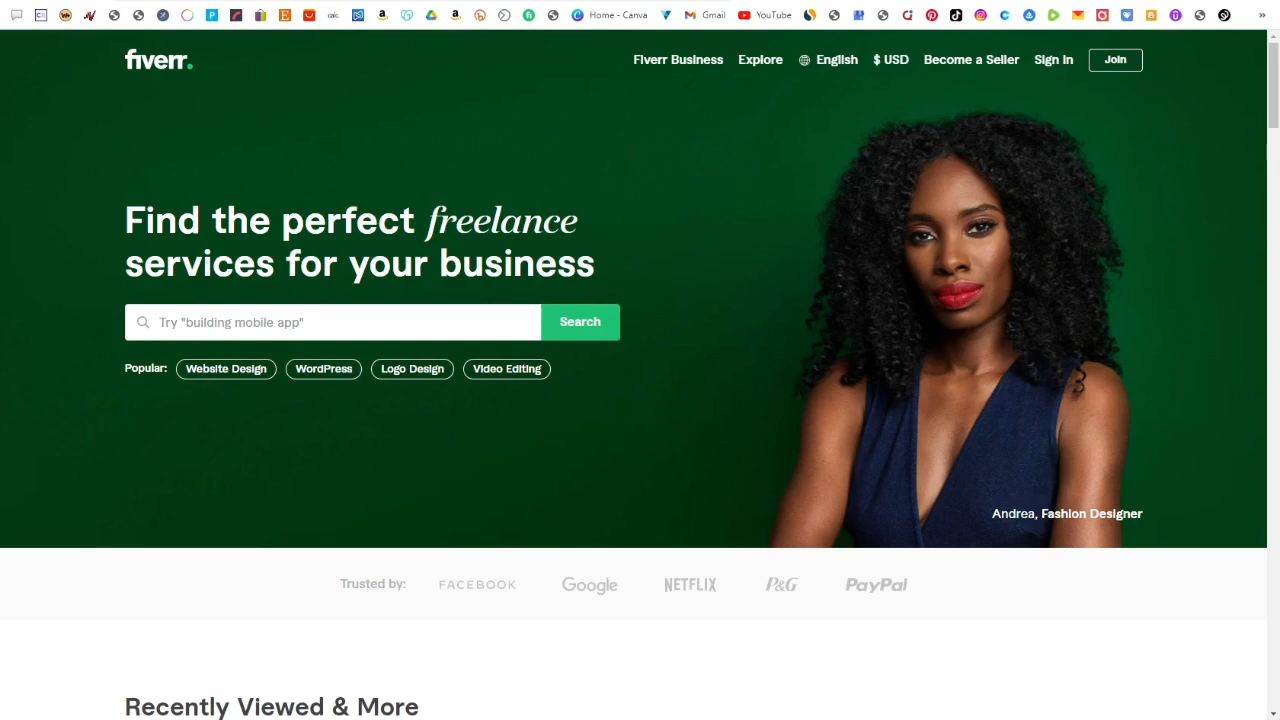 Home - Canva
Gmail
YouTube
»
fiverr.
Fiverr Business
Explore
English
$ USD
Become a Seller
Sign in
Join
Find the perfect freelance
services for your business
Try "building mobile app"
Search
Popular:
Website Design
WordPress
Logo Design
Video Editing
Andrea, Fashion Designer
Trusted by:
FACEBOOK
Google
NETFLIX
P&G
PayPal
Recently Viewed & More